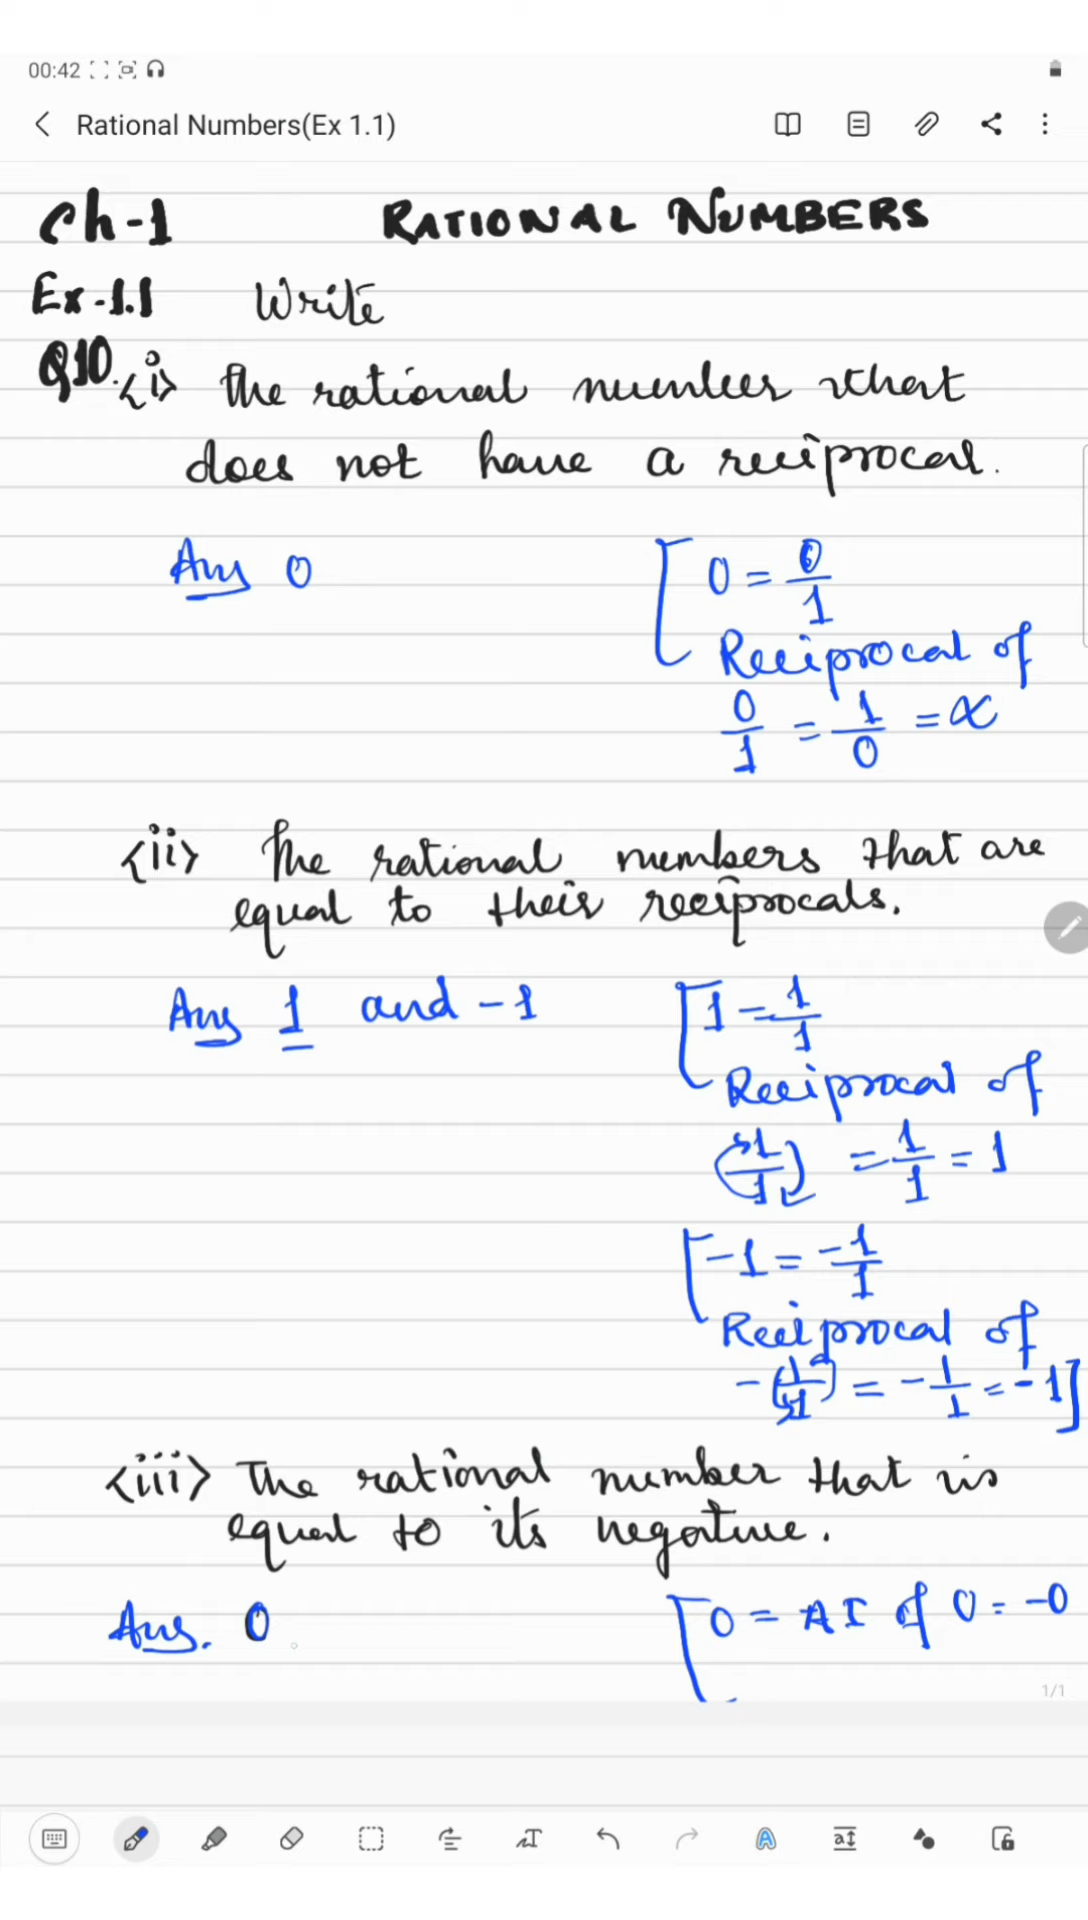 00:42
Rational Numbers(Ex 1.1)
Ch-1 RATIONAL NUMBERS
Ex-1.1 Write
Q10. <i> The rational number that
does not have a reciprocal.
Ans 0
[ 0 = 0/1
Reciprocal of
0/1 = 1/0 = ∝
<ii> The rational numbers that are
equal to their reciprocals.
Ans 1 and -1
[ 1 = 1/1
Reciprocal of
(1/1) = 1/1 = 1
[ -1 = -1/1
Reciprocal of
-(1/1) = -1/1 = -1]
<iii> The rational number that is
equal to its negative.
Ans. 0
[ 0 = AI of 0 = -0
1/1